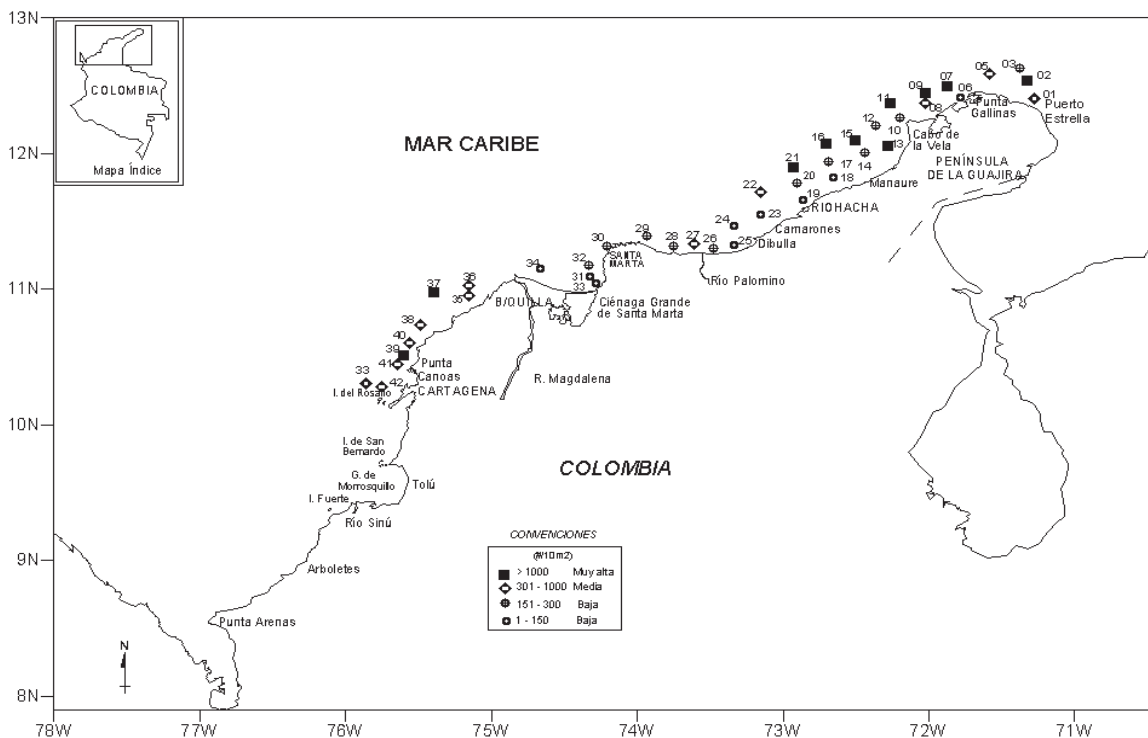 13N
12N
11N
10N
9N
8N
78W
77W
76W
75W
74W
73W
72W
71W
COLOMBIA
Mapa Índice
MAR CARIBE
03
05
02
07
01
09
06
08
11
Punta
Gallinas
Puerto
Estrella
12
10
Cabo de
la Vela
16
15
13
PENÍNSULA
DE LA GUAJIRA
21
17
14
20
18
Manaure
22
19
RIOHACHA
23
24
Camarones
29
27
26
25
Dibulla
30
28
SANTA
MARTA
32
34
31
Río Palomino
33
37
36
35
B/QUILLA
Ciénaga Grande
de Santa Marta
38
40
39
41
Punta
Canoas
33
42
CARTAGENA
I. del Rosario
R. Magdalena
I. de San
Bernardo
G. de
Morrosquillo
Tolú
I. Fuerte
Río Sinú
COLOMBIA
Arboletes
Punta Arenas
N
CONVENCIONES
(#/10m2)
> 1000 Muy alta
301 - 1000 Media
151 - 300 Baja
1 - 150 Baja